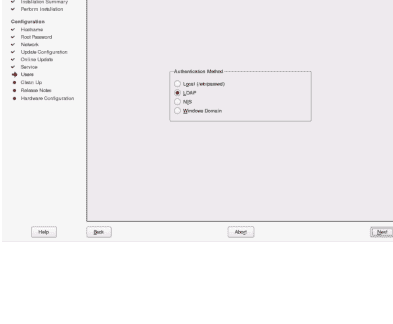 Installation Summary
Perform Installation
Configuration
Hostname
Root Password
Network
Update Configuration
Online Update
Service
Users
Clean Up
Release Notes
Hardware Configuration
Authentication Method
Local (/etc/passwd)
LDAP
NIS
Windows Domain
Help
Back
Abort
Next